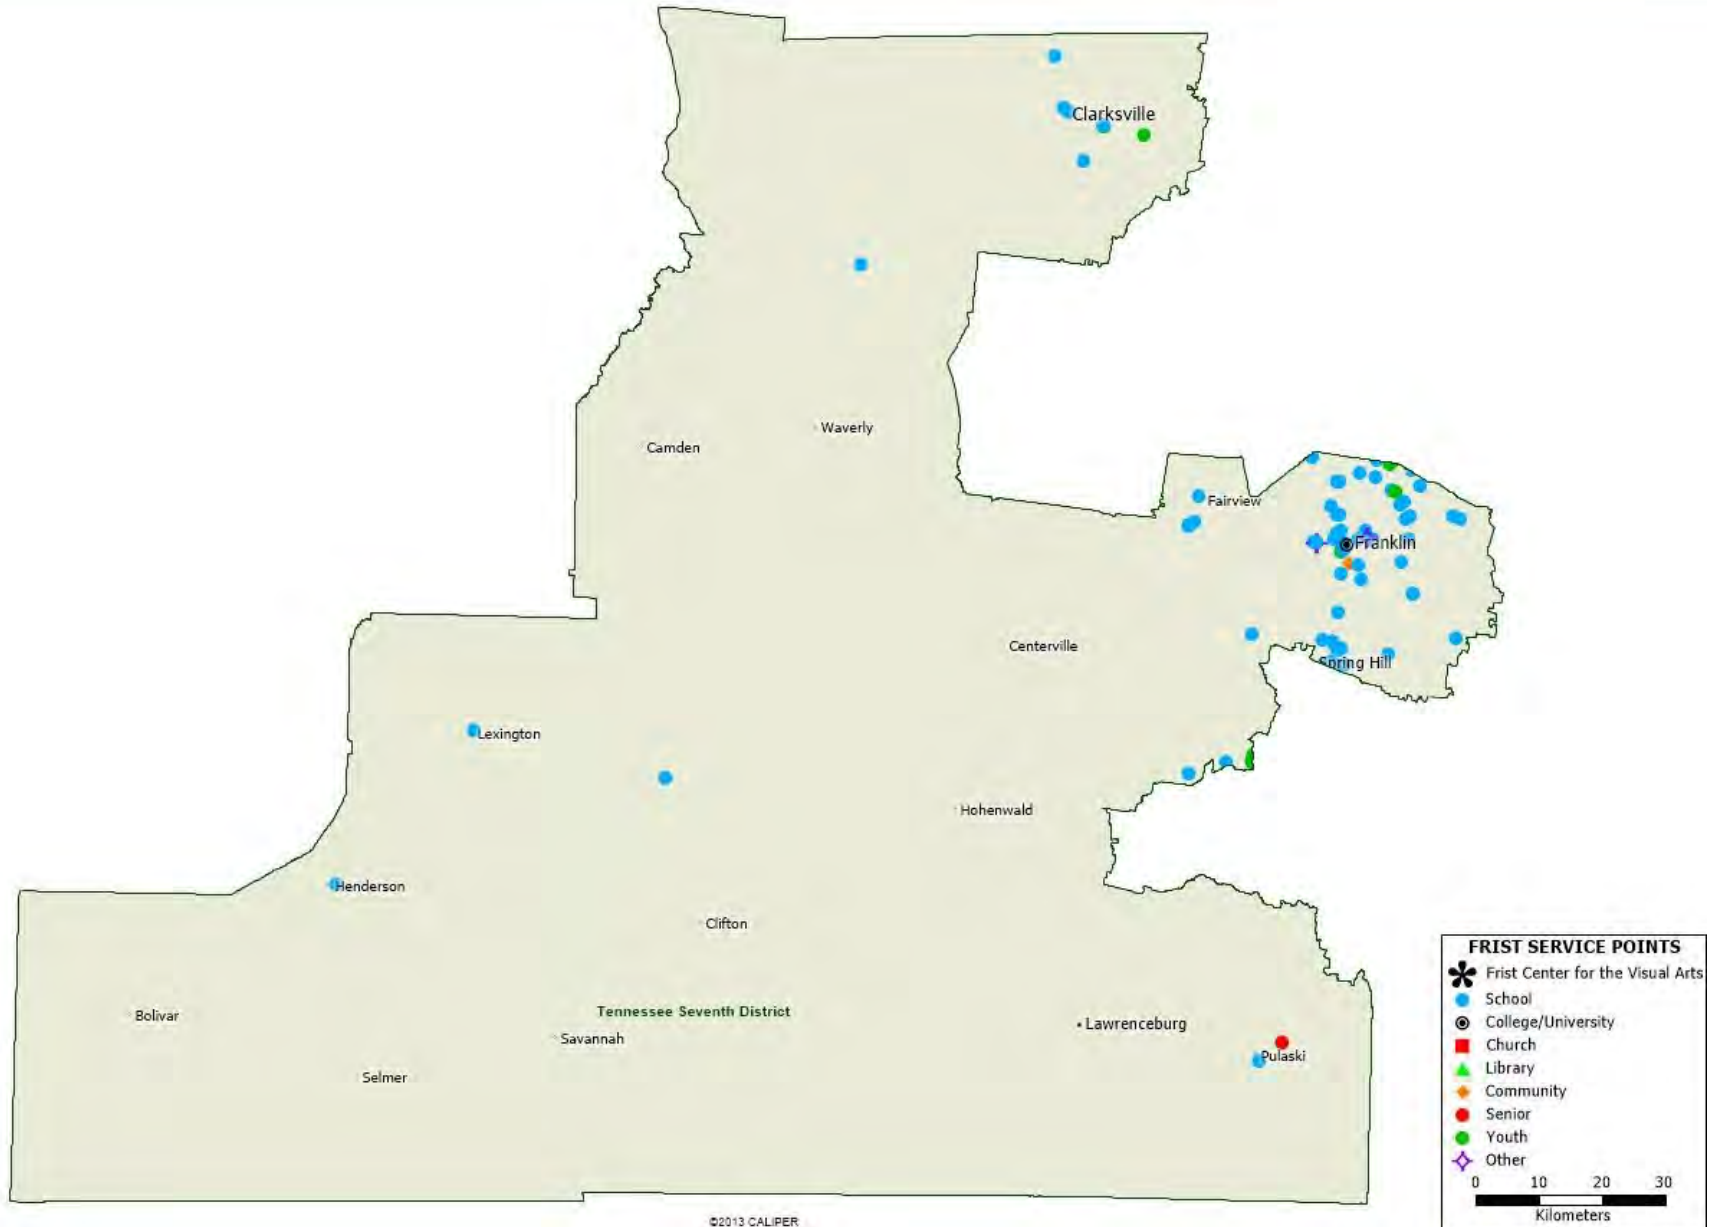 Clarksville
Waverly
Camden
Fairview
Franklin
Centerville
Spring Hill
Lexington
Hohenwald
Henderson
Clifton
Bolivar
Tennessee Seventh District
Lawrenceburg
Savannah
Pulaski
Selmer
FRIST SERVICE POINTS
Frist Center for the Visual Arts
School
College/University
Church
Library
Community
Senior
Youth
Other
0 10 20 30
Kilometers
©2013 CALIPER